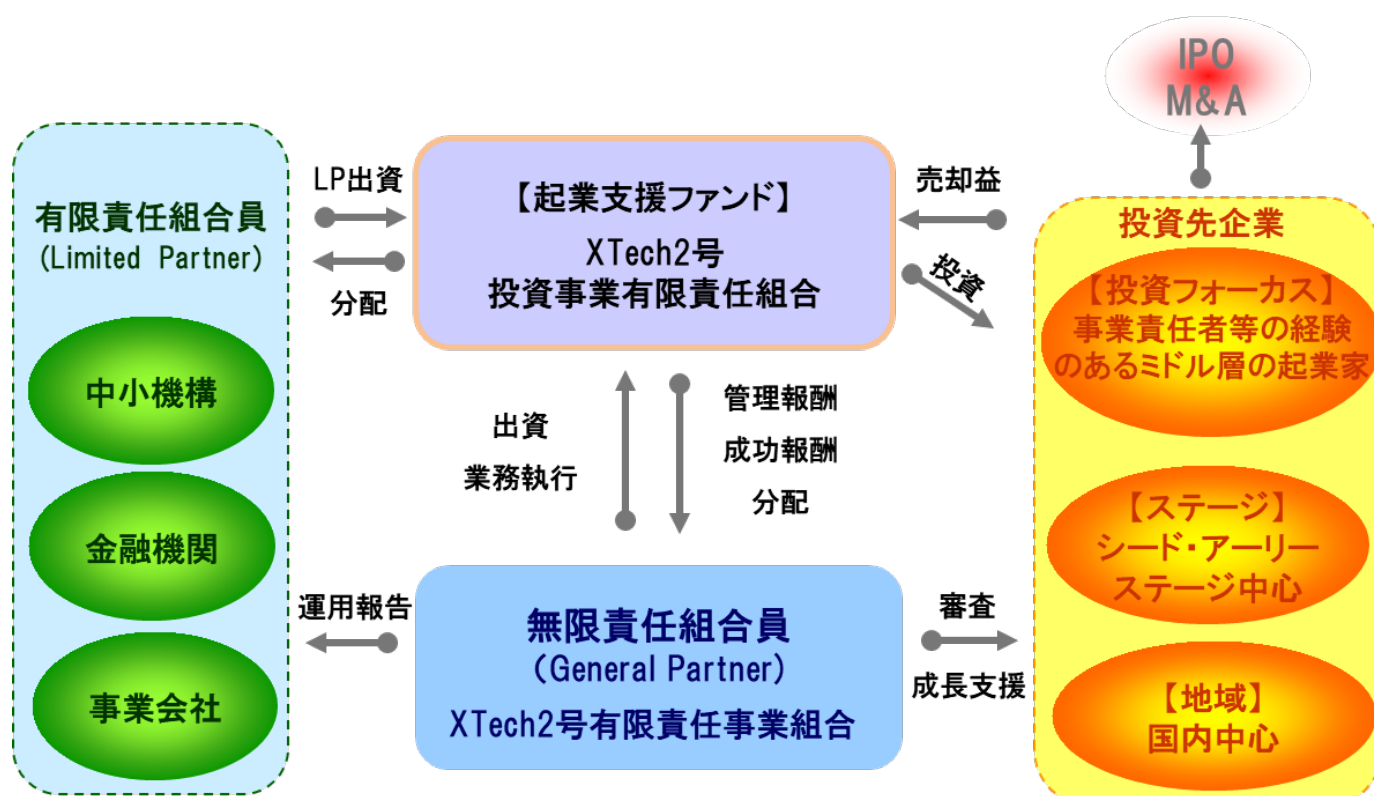 IPO
M&A
有限責任組合員
(Limited Partner)
中小機構
金融機関
事業会社
LP出資
分配
【起業支援ファンド】
XTech2号
投資事業有限責任組合
売却益
投資
出資
業務執行
管理報酬
成功報酬
分配
運用報告
無限責任組合員
(General Partner)
XTech2号有限責任事業組合
審査
成長支援
投資先企業
【投資フォーカス】
事業責任者等の経験
のあるミドル層の起業家
【ステージ】
シード・アーリー
ステージ中心
【地域】
国内中心